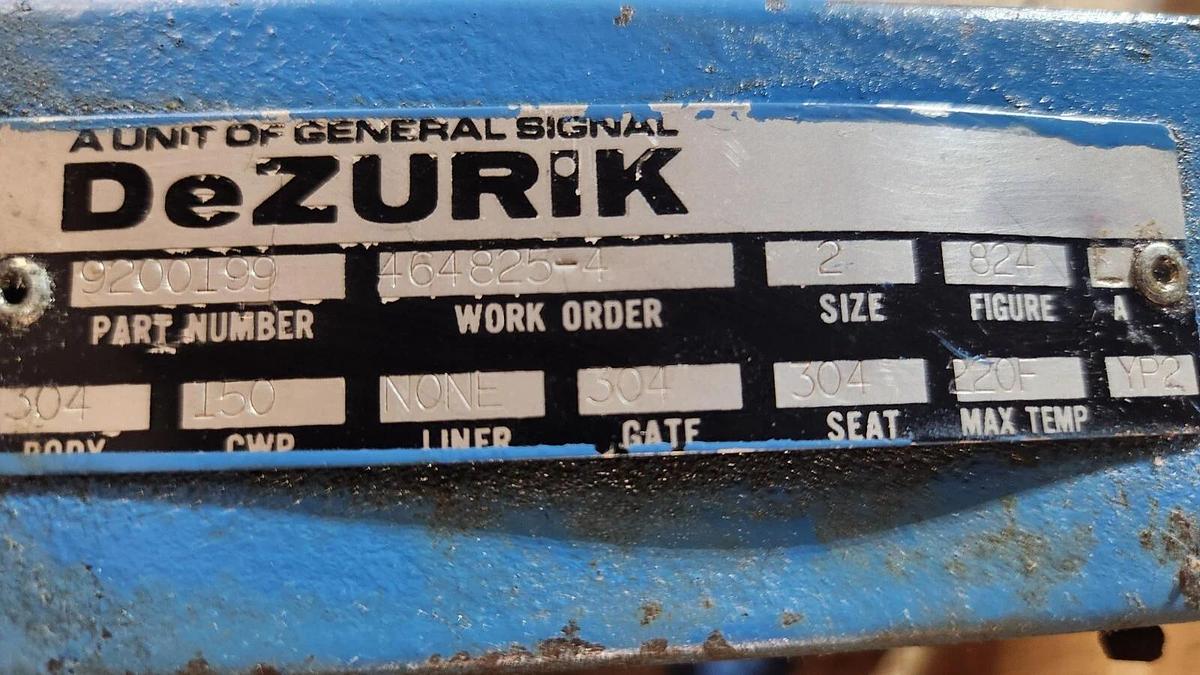 A UNIT OF GENERAL SIGNAL
DeZURIK
9200199 464825-4 2 824
PART NUMBER WORK ORDER SIZE FIGURE A
304 150 NONE 304 304 220F YP2
BODY CWP LINER GATE SEAT MAX TEMP